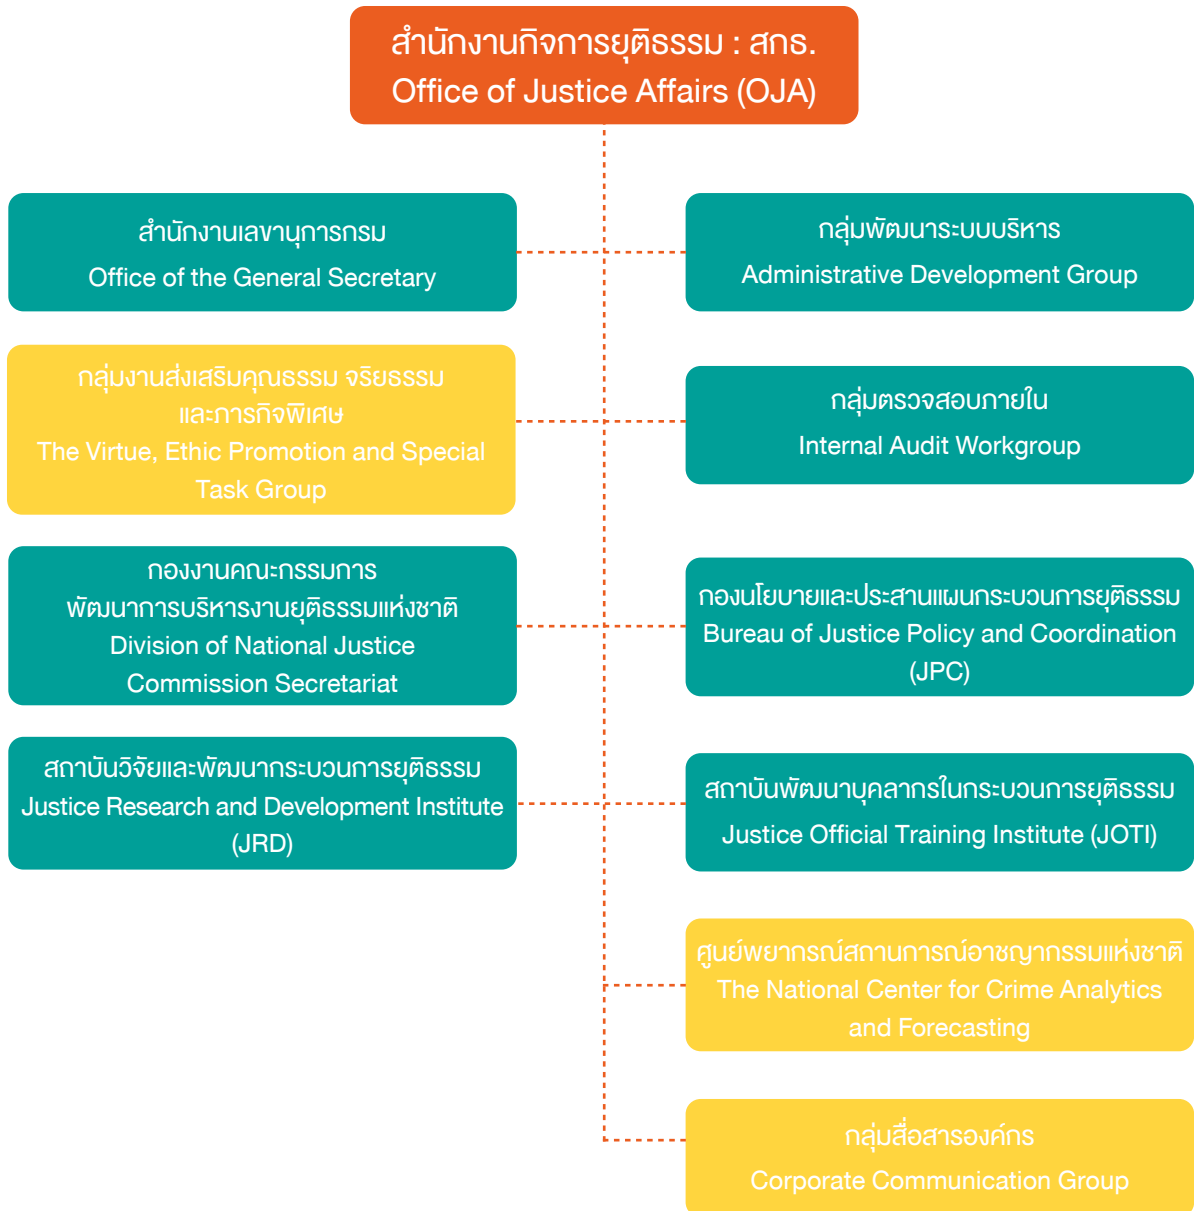 สำนักงานกิจการยุติธรรม : สกธ.
Office of Justice Affairs (OJA)
สำนักงานเลขานุการกรม
Office of the General Secretary
กลุ่มพัฒนาระบบบริหาร
Administrative Development Group
กลุ่มงานส่งเสริมคุณธรรม จริยธรรม
และภารกิจพิเศษ
The Virtue, Ethic Promotion and Special
Task Group
กลุ่มตรวจสอบภายใน
Internal Audit Workgroup
กองงานคณะกรรมการ
พัฒนาการบริหารงานยุติธรรมแห่งชาติ
Division of National Justice
Commission Secretariat
กองนโยบายและประสานแผนกระบวนการยุติธรรม
Bureau of Justice Policy and Coordination
(JPC)
สถาบันวิจัยและพัฒนากระบวนการยุติธรรม
Justice Research and Development Institute
(JRD)
สถาบันพัฒนาบุคลากรในกระบวนการยุติธรรม
Justice Official Training Institute (JOTI)
ศูนย์พยากรณ์สถานการณ์อาชญากรรมแห่งชาติ
The National Center for Crime Analytics
and Forecasting
กลุ่มสื่อสารองค์กร
Corporate Communication Group